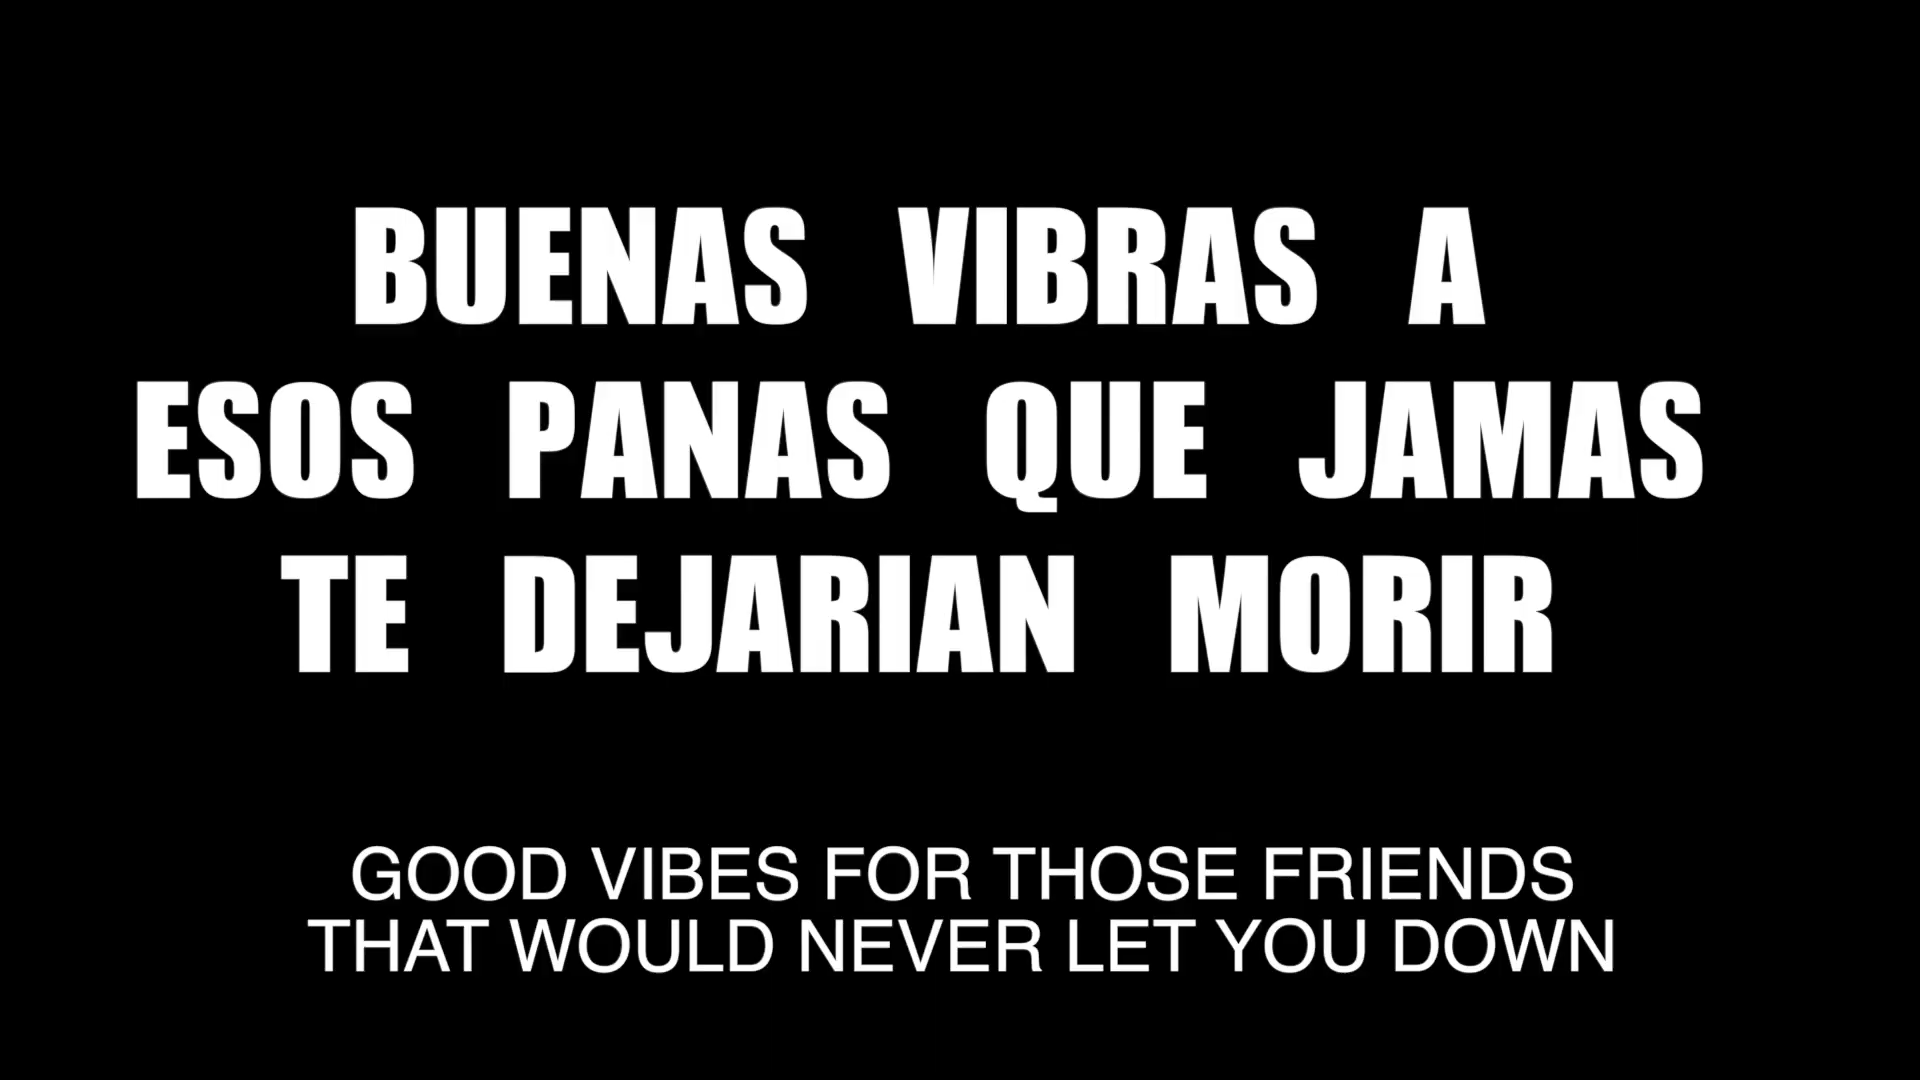 BUENAS VIBRAS A
ESOS PANAS QUE JAMAS
TE DEJARIAN MORIR
GOOD VIBES FOR THOSE FRIENDS
THAT WOULD NEVER LET YOU DOWN